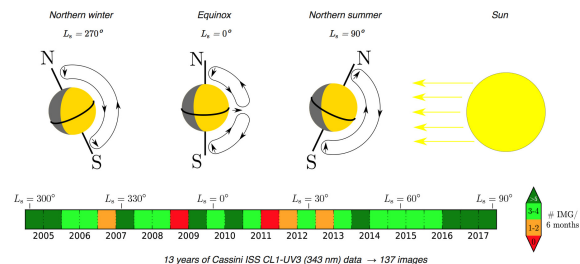 Northern winter Equinox Northern summer Sun
Lₛ = 270° Lₛ = 0° Lₛ = 90°
N N N
S S S
Lₛ = 300° Lₛ = 330° Lₛ = 0° Lₛ = 30° Lₛ = 60° Lₛ = 90°
2005 2006 2007 2008 2009 2010 2011 2012 2013 2014 2015 2016 2017
3-4
1-2
0
# IMG/
6 months
13 years of Cassini ISS CL1-UV3 (343 nm) data → 137 images